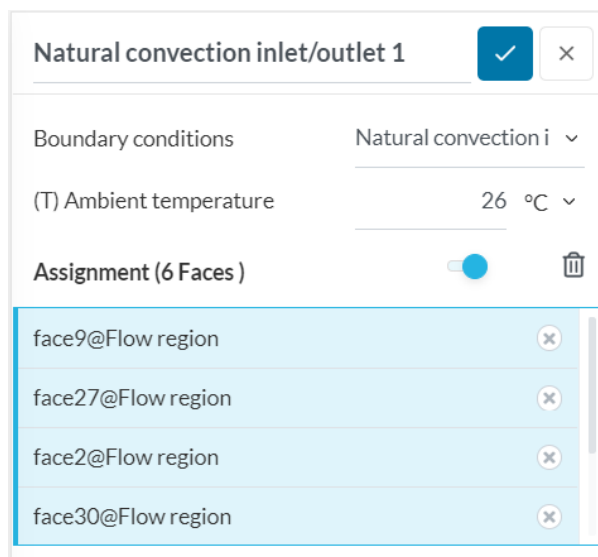 Natural convection inlet/outlet 1
Boundary conditions Natural convection i
(T) Ambient temperature 26 °C
Assignment (6 Faces )
face9@Flow region
face27@Flow region
face2@Flow region
face30@Flow region